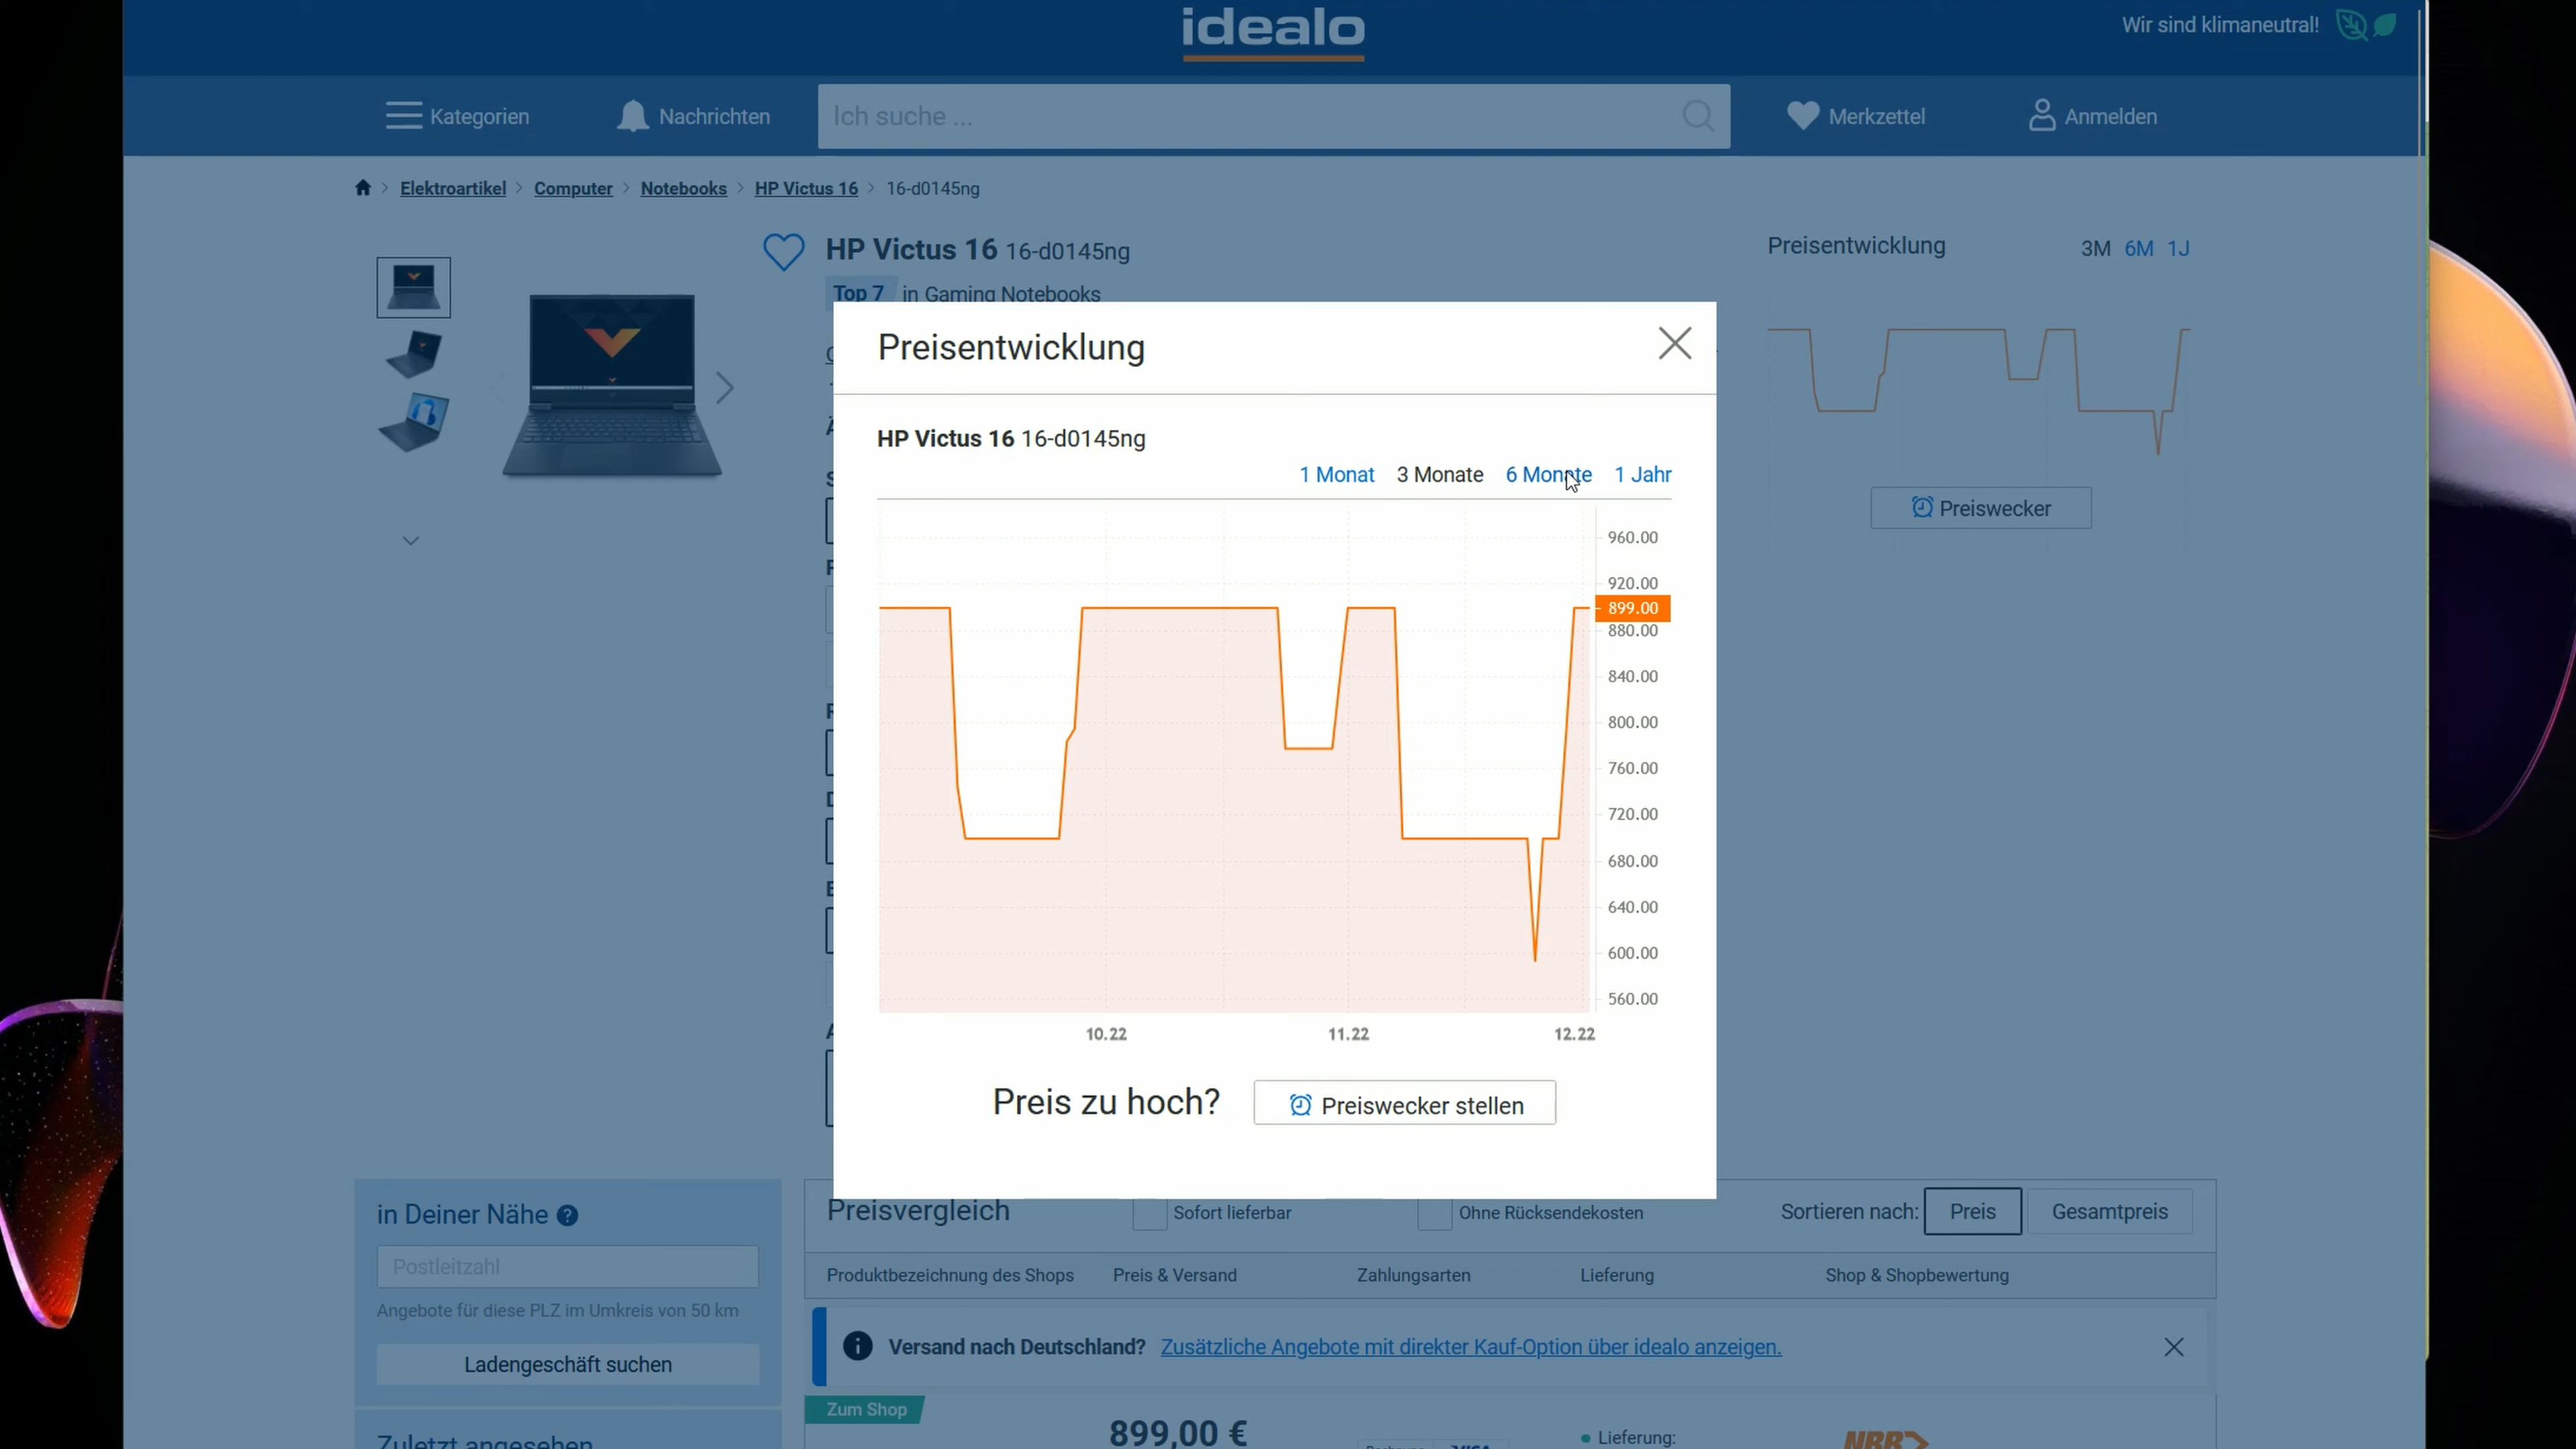 idealo
Wir sind klimaneutral!
Kategorien
Nachrichten
Ich suche ...
Merkzettel
Anmelden
Elektroartikel > Computer > Notebooks > HP Victus 16 > 16-d0145ng
HP Victus 16 16-d0145ng
Top 7 in Gaming Notebooks
Preisentwicklung
3M 6M 1J
Preiswecker
Preisentwicklung
HP Victus 16 16-d0145ng
1 Monat 3 Monate 6 Monate 1 Jahr
960.00
920.00
899.00
880.00
840.00
800.00
760.00
720.00
680.00
640.00
600.00
560.00
10.22 11.22 12.22
Preis zu hoch?
Preiswecker stellen
in Deiner Nähe ?
Postleitzahl
Angebote für diese PLZ im Umkreis von 50 km
Ladengeschäft suchen
Zuletzt angesehen
Preisvergleich
Sofort lieferbar
Ohne Rücksendekosten
Sortieren nach: Preis Gesamtpreis
Produktbezeichnung des Shops Preis & Versand Zahlungsarten Lieferung Shop & Shopbewertung
Versand nach Deutschland? Zusätzliche Angebote mit direkter Kauf-Option über idealo anzeigen.
Zum Shop
899,00 €
VISA
Lieferung:
NBB